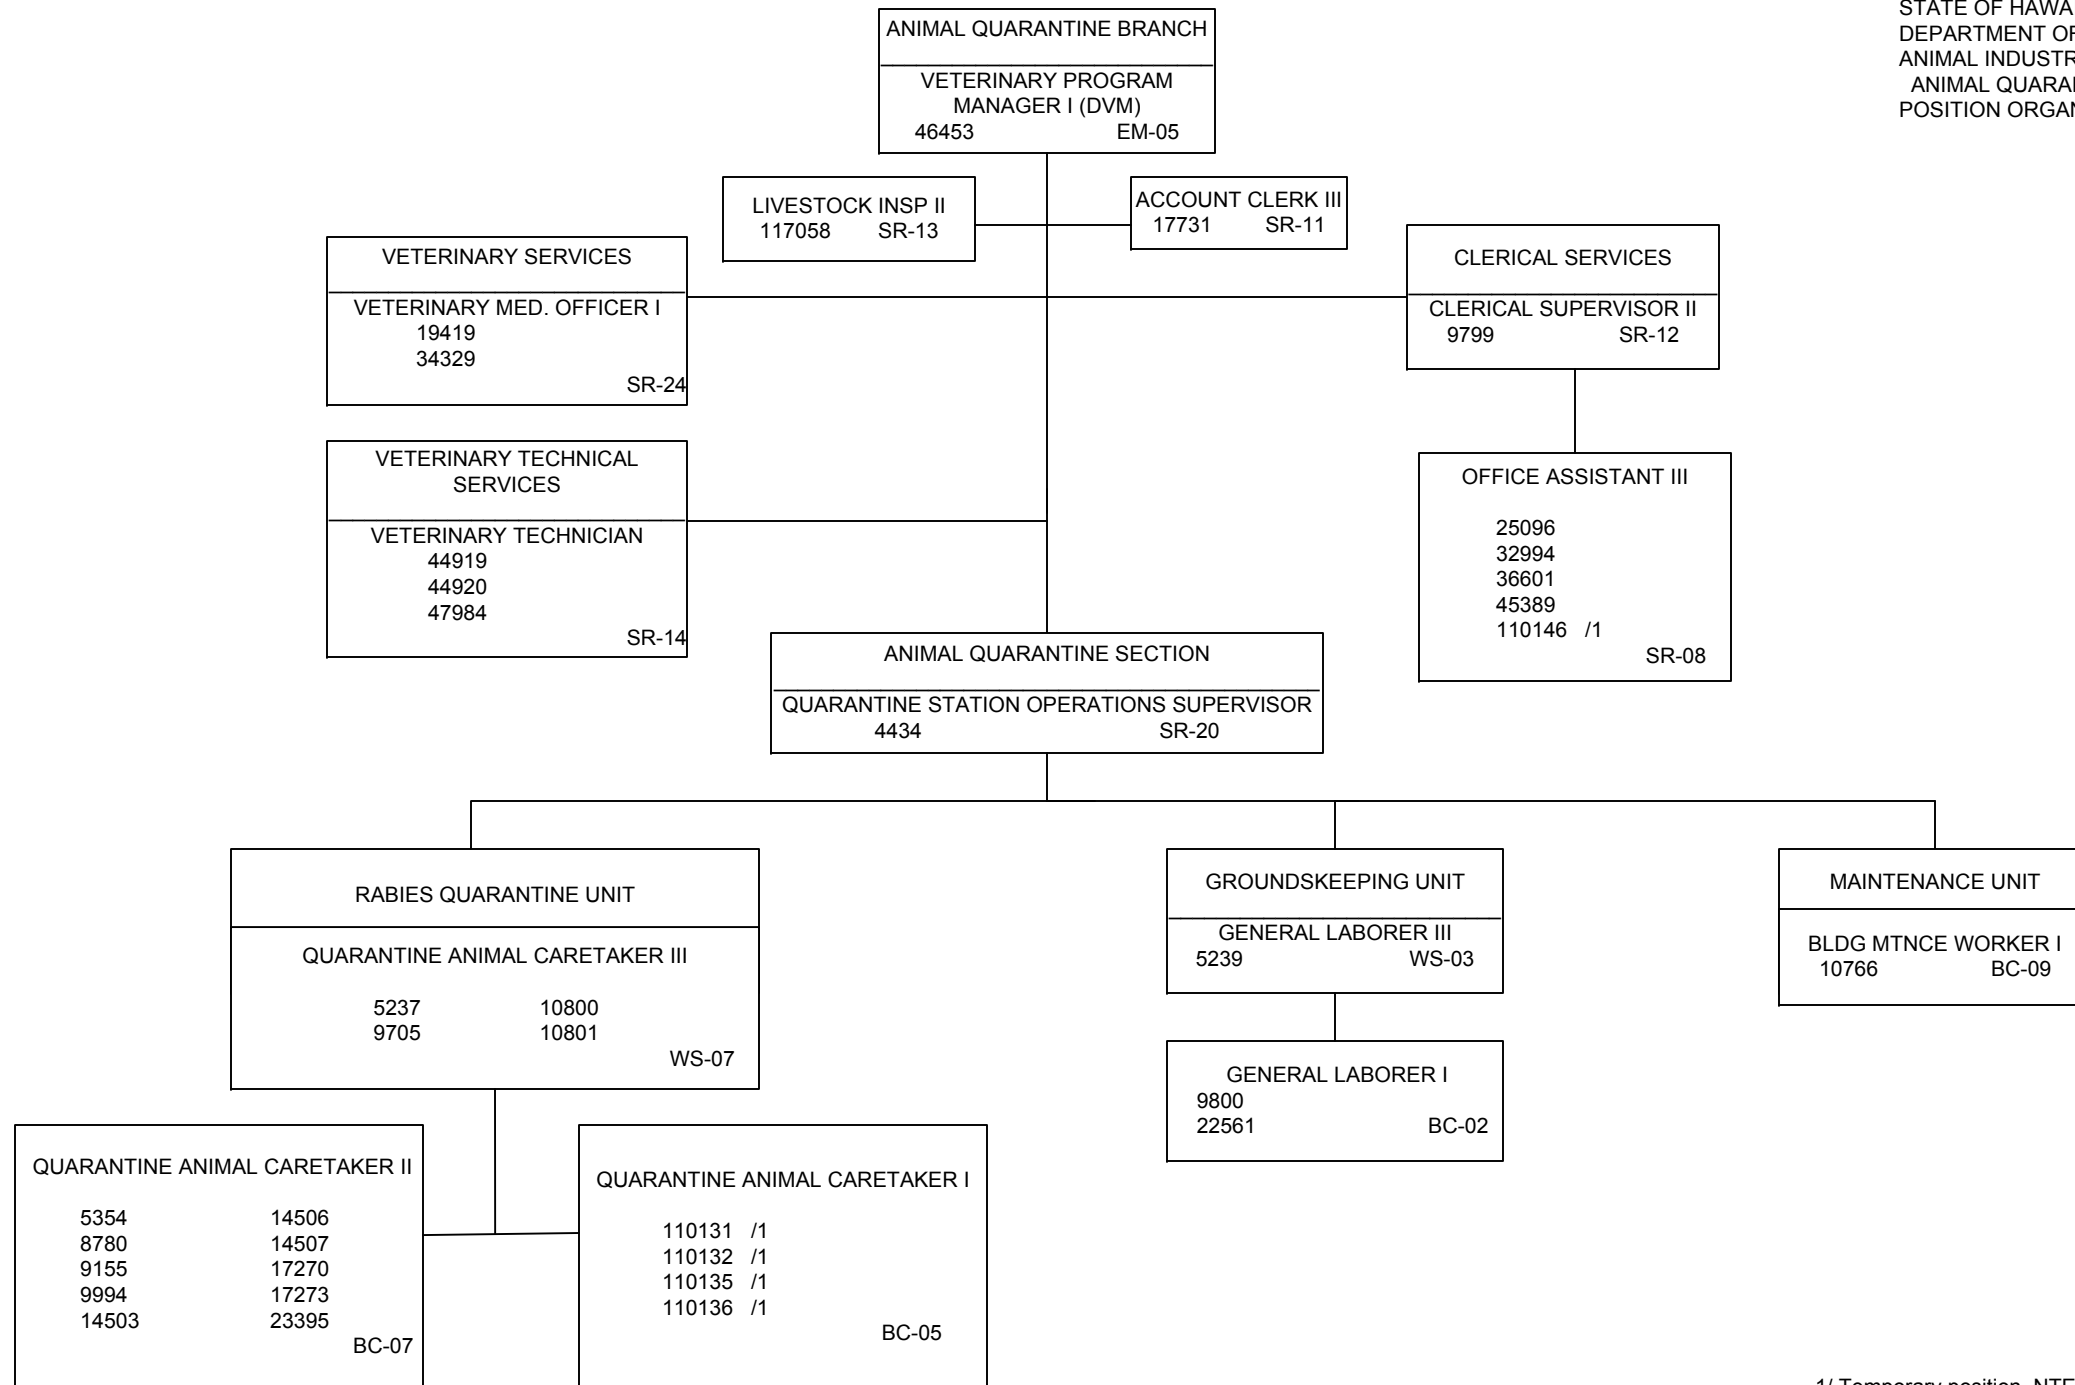 STATE OF HAWA
DEPARTMENT OF
ANIMAL INDUSTR
ANIMAL QUARAN
POSITION ORGAN
ANIMAL QUARANTINE BRANCH
VETERINARY PROGRAM
MANAGER I (DVM)
46453 EM-05
LIVESTOCK INSP II
117058 SR-13
ACCOUNT CLERK III
17731 SR-11
VETERINARY SERVICES
VETERINARY MED. OFFICER I
19419
34329
SR-24
CLERICAL SERVICES
CLERICAL SUPERVISOR II
9799 SR-12
VETERINARY TECHNICAL
SERVICES
VETERINARY TECHNICIAN
44919
44920
47984
SR-14
OFFICE ASSISTANT III
25096
32994
36601
45389
110146 /1
SR-08
ANIMAL QUARANTINE SECTION
QUARANTINE STATION OPERATIONS SUPERVISOR
4434 SR-20
RABIES QUARANTINE UNIT
QUARANTINE ANIMAL CARETAKER III
5237 10800
9705 10801
WS-07
GROUNDSKEEPING UNIT
GENERAL LABORER III
5239 WS-03
MAINTENANCE UNIT
BLDG MTNCE WORKER I
10766 BC-09
GENERAL LABORER I
9800
22561 BC-02
QUARANTINE ANIMAL CARETAKER II
5354 14506
8780 14507
9155 17270
9994 17273
14503 23395
BC-07
QUARANTINE ANIMAL CARETAKER I
110131 /1
110132 /1
110135 /1
110136 /1
BC-05
1/ Temporary position, NTE